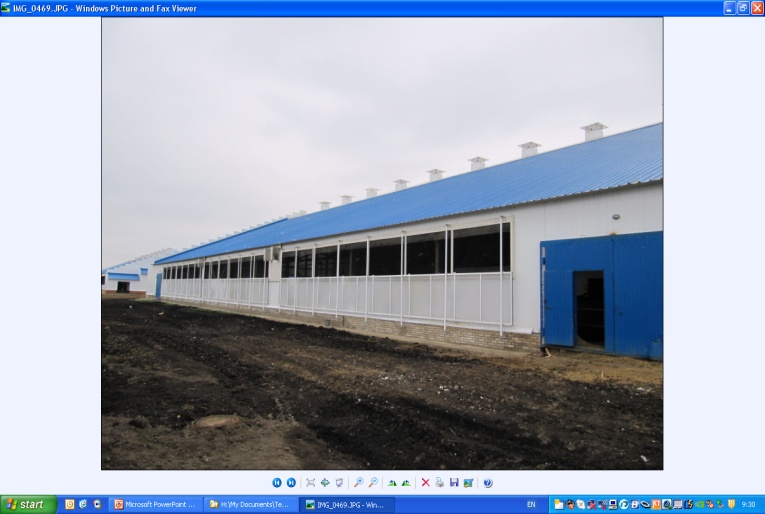 IMG_0469.JPG - Windows Picture and Fax Viewer
start
Microsoft PowerPoint ...
H:\My Documents\Te...
IMG_0469.JPG - Win...
EN
9:30